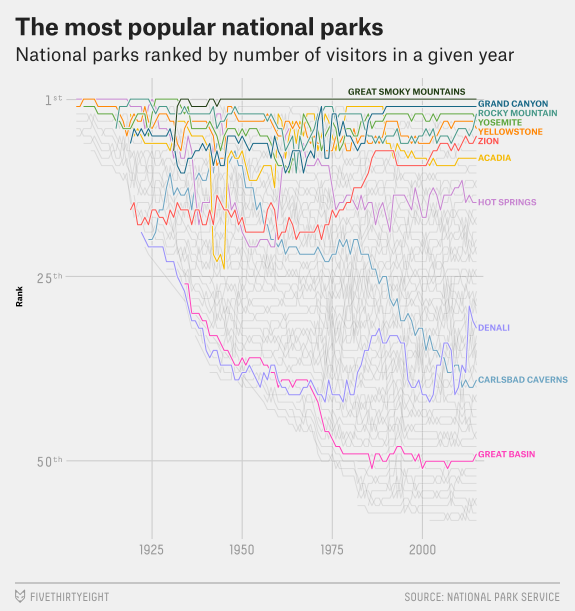 The most popular national parks
National parks ranked by number of visitors in a given year
GREAT SMOKY MOUNTAINS
1st
GRAND CANYON
ROCKY MOUNTAIN
YOSEMITE
YELLOWSTONE
ZION
ACADIA
HOT SPRINGS
25th
Rank
DENALI
CARLSBAD CAVERNS
GREAT BASIN
50th
1925 1950 1975 2000
FIVETHIRTYEIGHT SOURCE: NATIONAL PARK SERVICE